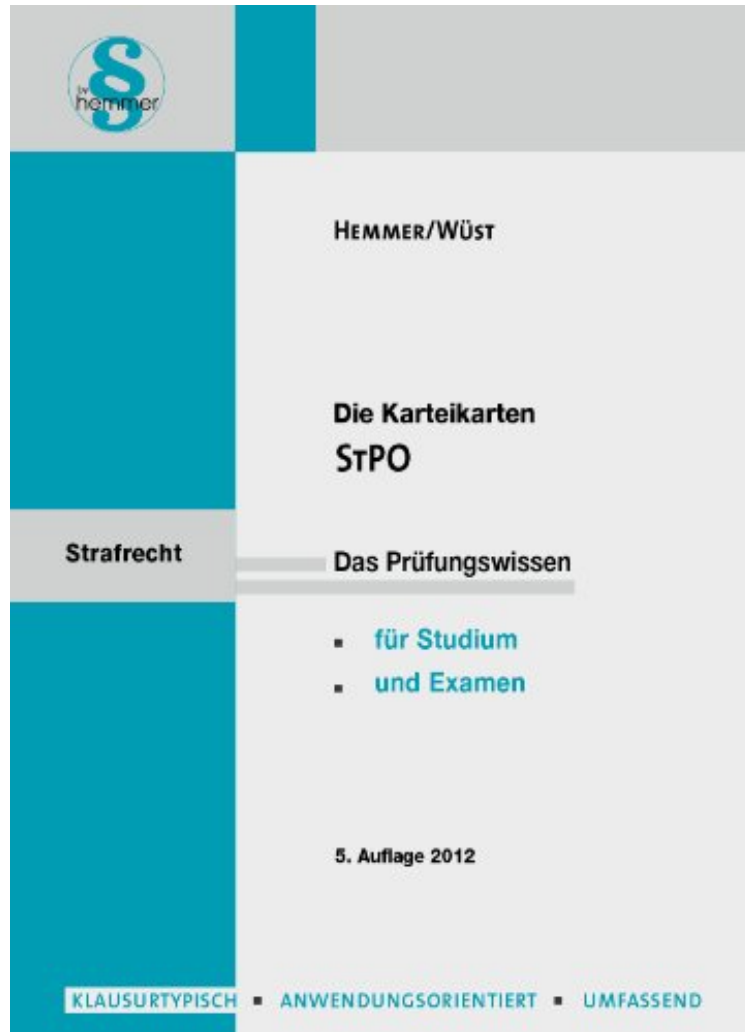 §
hemmer
HEMMER/WÜST
Die Karteikarten
STPO
Strafrecht
Das Prüfungswissen
▪ für Studium
▪ und Examen
5. Auflage 2012
KLAUSURTYPISCH ▪ ANWENDUNGSORIENTIERT ▪ UMFASSEND